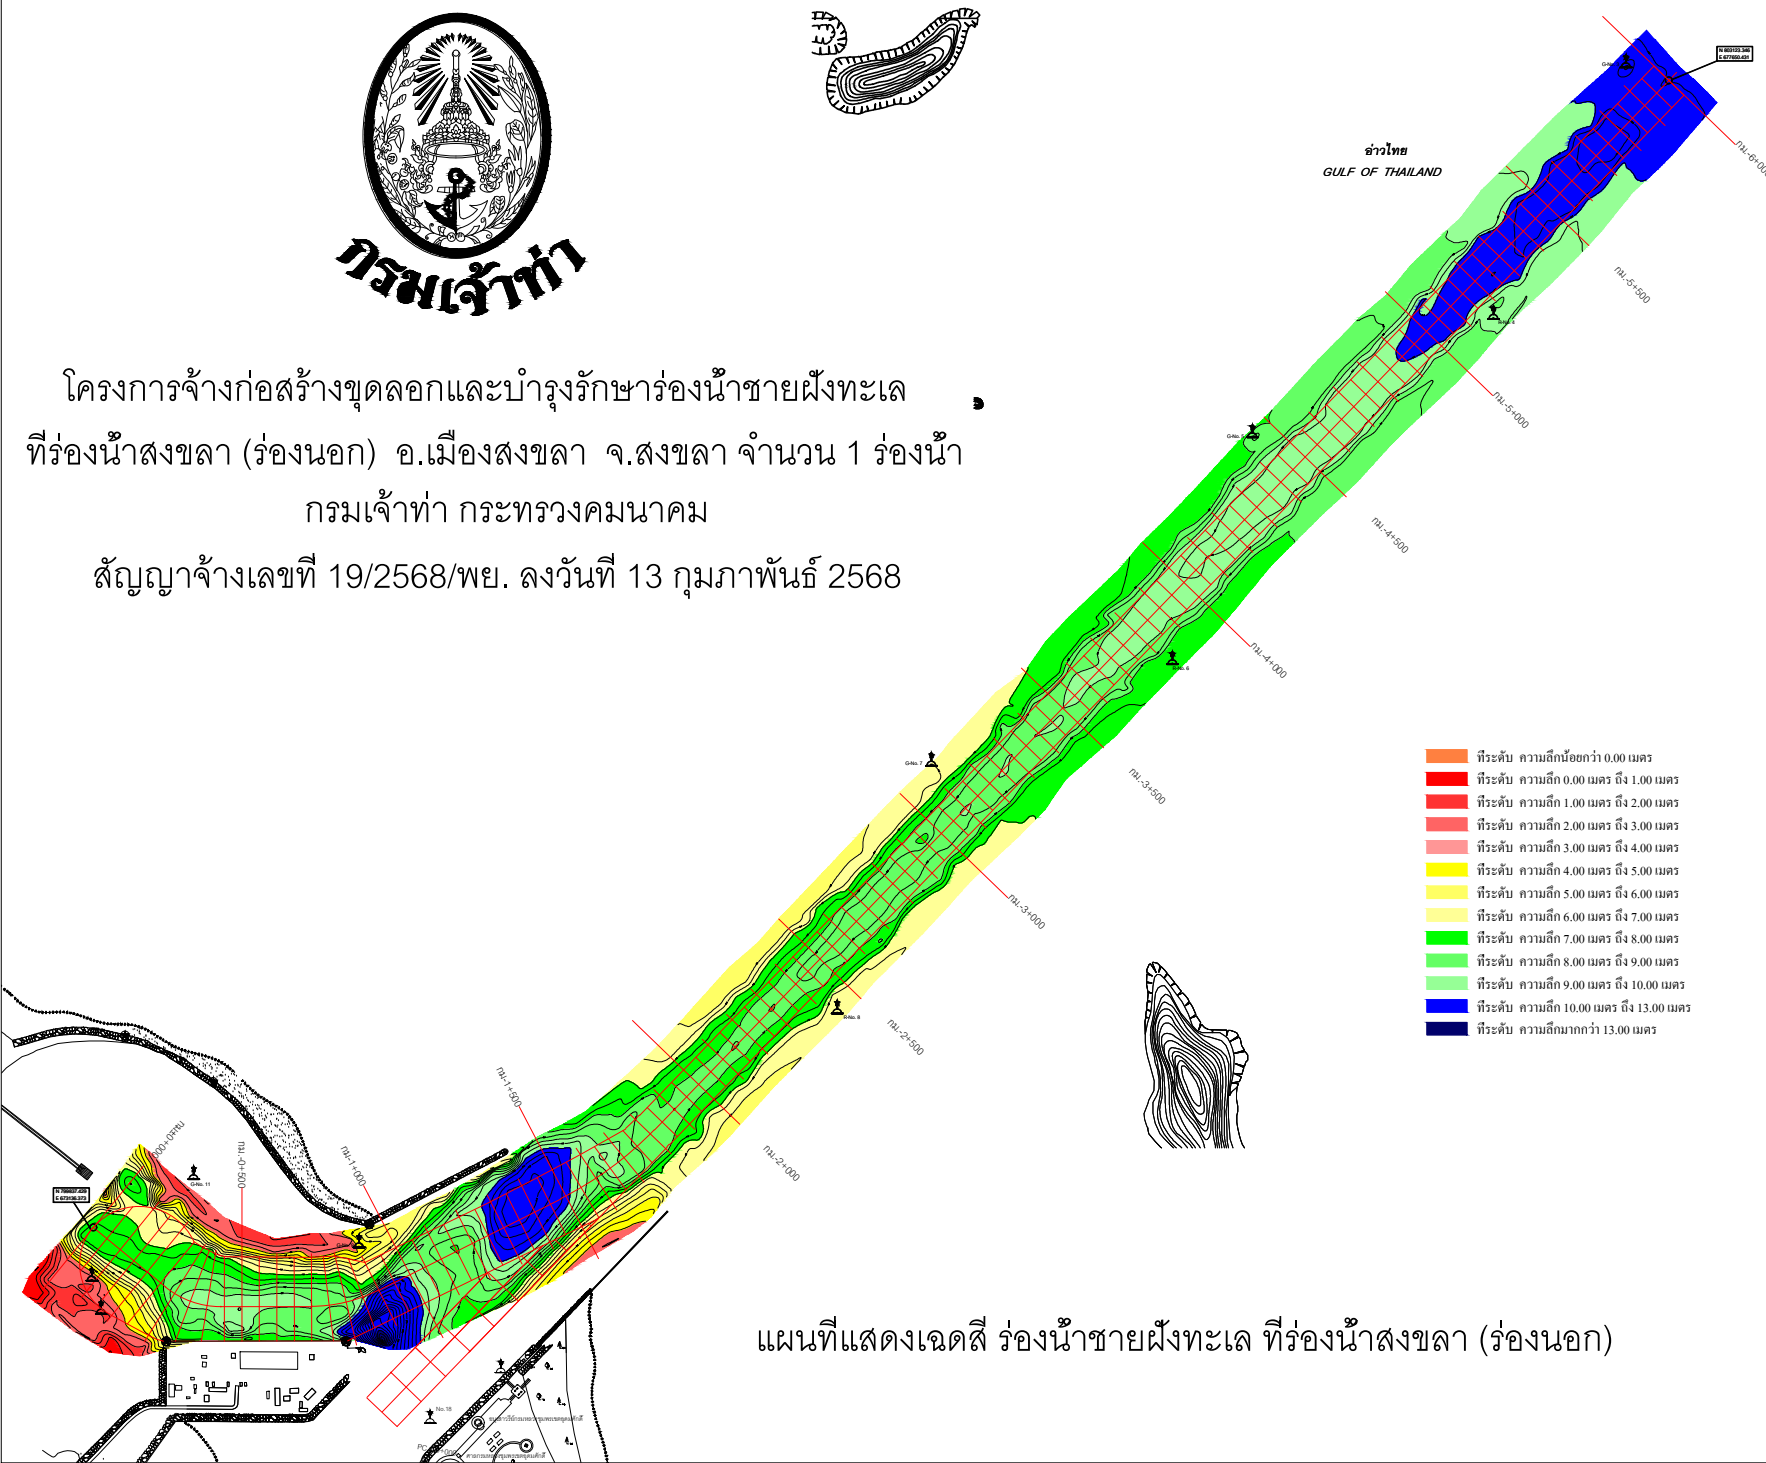 กรมเจ้าท่า
โครงการจ้างก่อสร้างขุดลอกและบำรุงรักษาร่องน้ำชายฝั่งทะเล
ที่ร่องน้ำสงขลา (ร่องนอก) อ.เมืองสงขลา จ.สงขลา จำนวน 1 ร่องน้ำ
กรมเจ้าท่า กระทรวงคมนาคม
สัญญาจ้างเลขที่ 19/2568/พย. ลงวันที่ 13 กุมภาพันธ์ 2568
อ่าวไทย
GULF OF THAILAND
N 803123.346
E 677650.431
กม.-5+500
กม.-5+000
G-No. 5
กม.-4+500
กม.-4+000
R-No. 6
กม.-3+500
G-No. 7
กม.-3+000
กม.-2+500
R-No. 8
กม.-2+000
กม.-1+500
กม.-1+000
กม.-0+500
กม.+0+000
G-No. 11
No.18
ที่ระดับ ความลึกน้อยกว่า 0.00 เมตร
ที่ระดับ ความลึก 0.00 เมตร ถึง 1.00 เมตร
ที่ระดับ ความลึก 1.00 เมตร ถึง 2.00 เมตร
ที่ระดับ ความลึก 2.00 เมตร ถึง 3.00 เมตร
ที่ระดับ ความลึก 3.00 เมตร ถึง 4.00 เมตร
ที่ระดับ ความลึก 4.00 เมตร ถึง 5.00 เมตร
ที่ระดับ ความลึก 5.00 เมตร ถึง 6.00 เมตร
ที่ระดับ ความลึก 6.00 เมตร ถึง 7.00 เมตร
ที่ระดับ ความลึก 7.00 เมตร ถึง 8.00 เมตร
ที่ระดับ ความลึก 8.00 เมตร ถึง 9.00 เมตร
ที่ระดับ ความลึก 9.00 เมตร ถึง 10.00 เมตร
ที่ระดับ ความลึก 10.00 เมตร ถึง 13.00 เมตร
ที่ระดับ ความลึกมากกว่า 13.00 เมตร
แผนที่แสดงเฉดสี ร่องน้ำชายฝั่งทะเล ที่ร่องน้ำสงขลา (ร่องนอก)